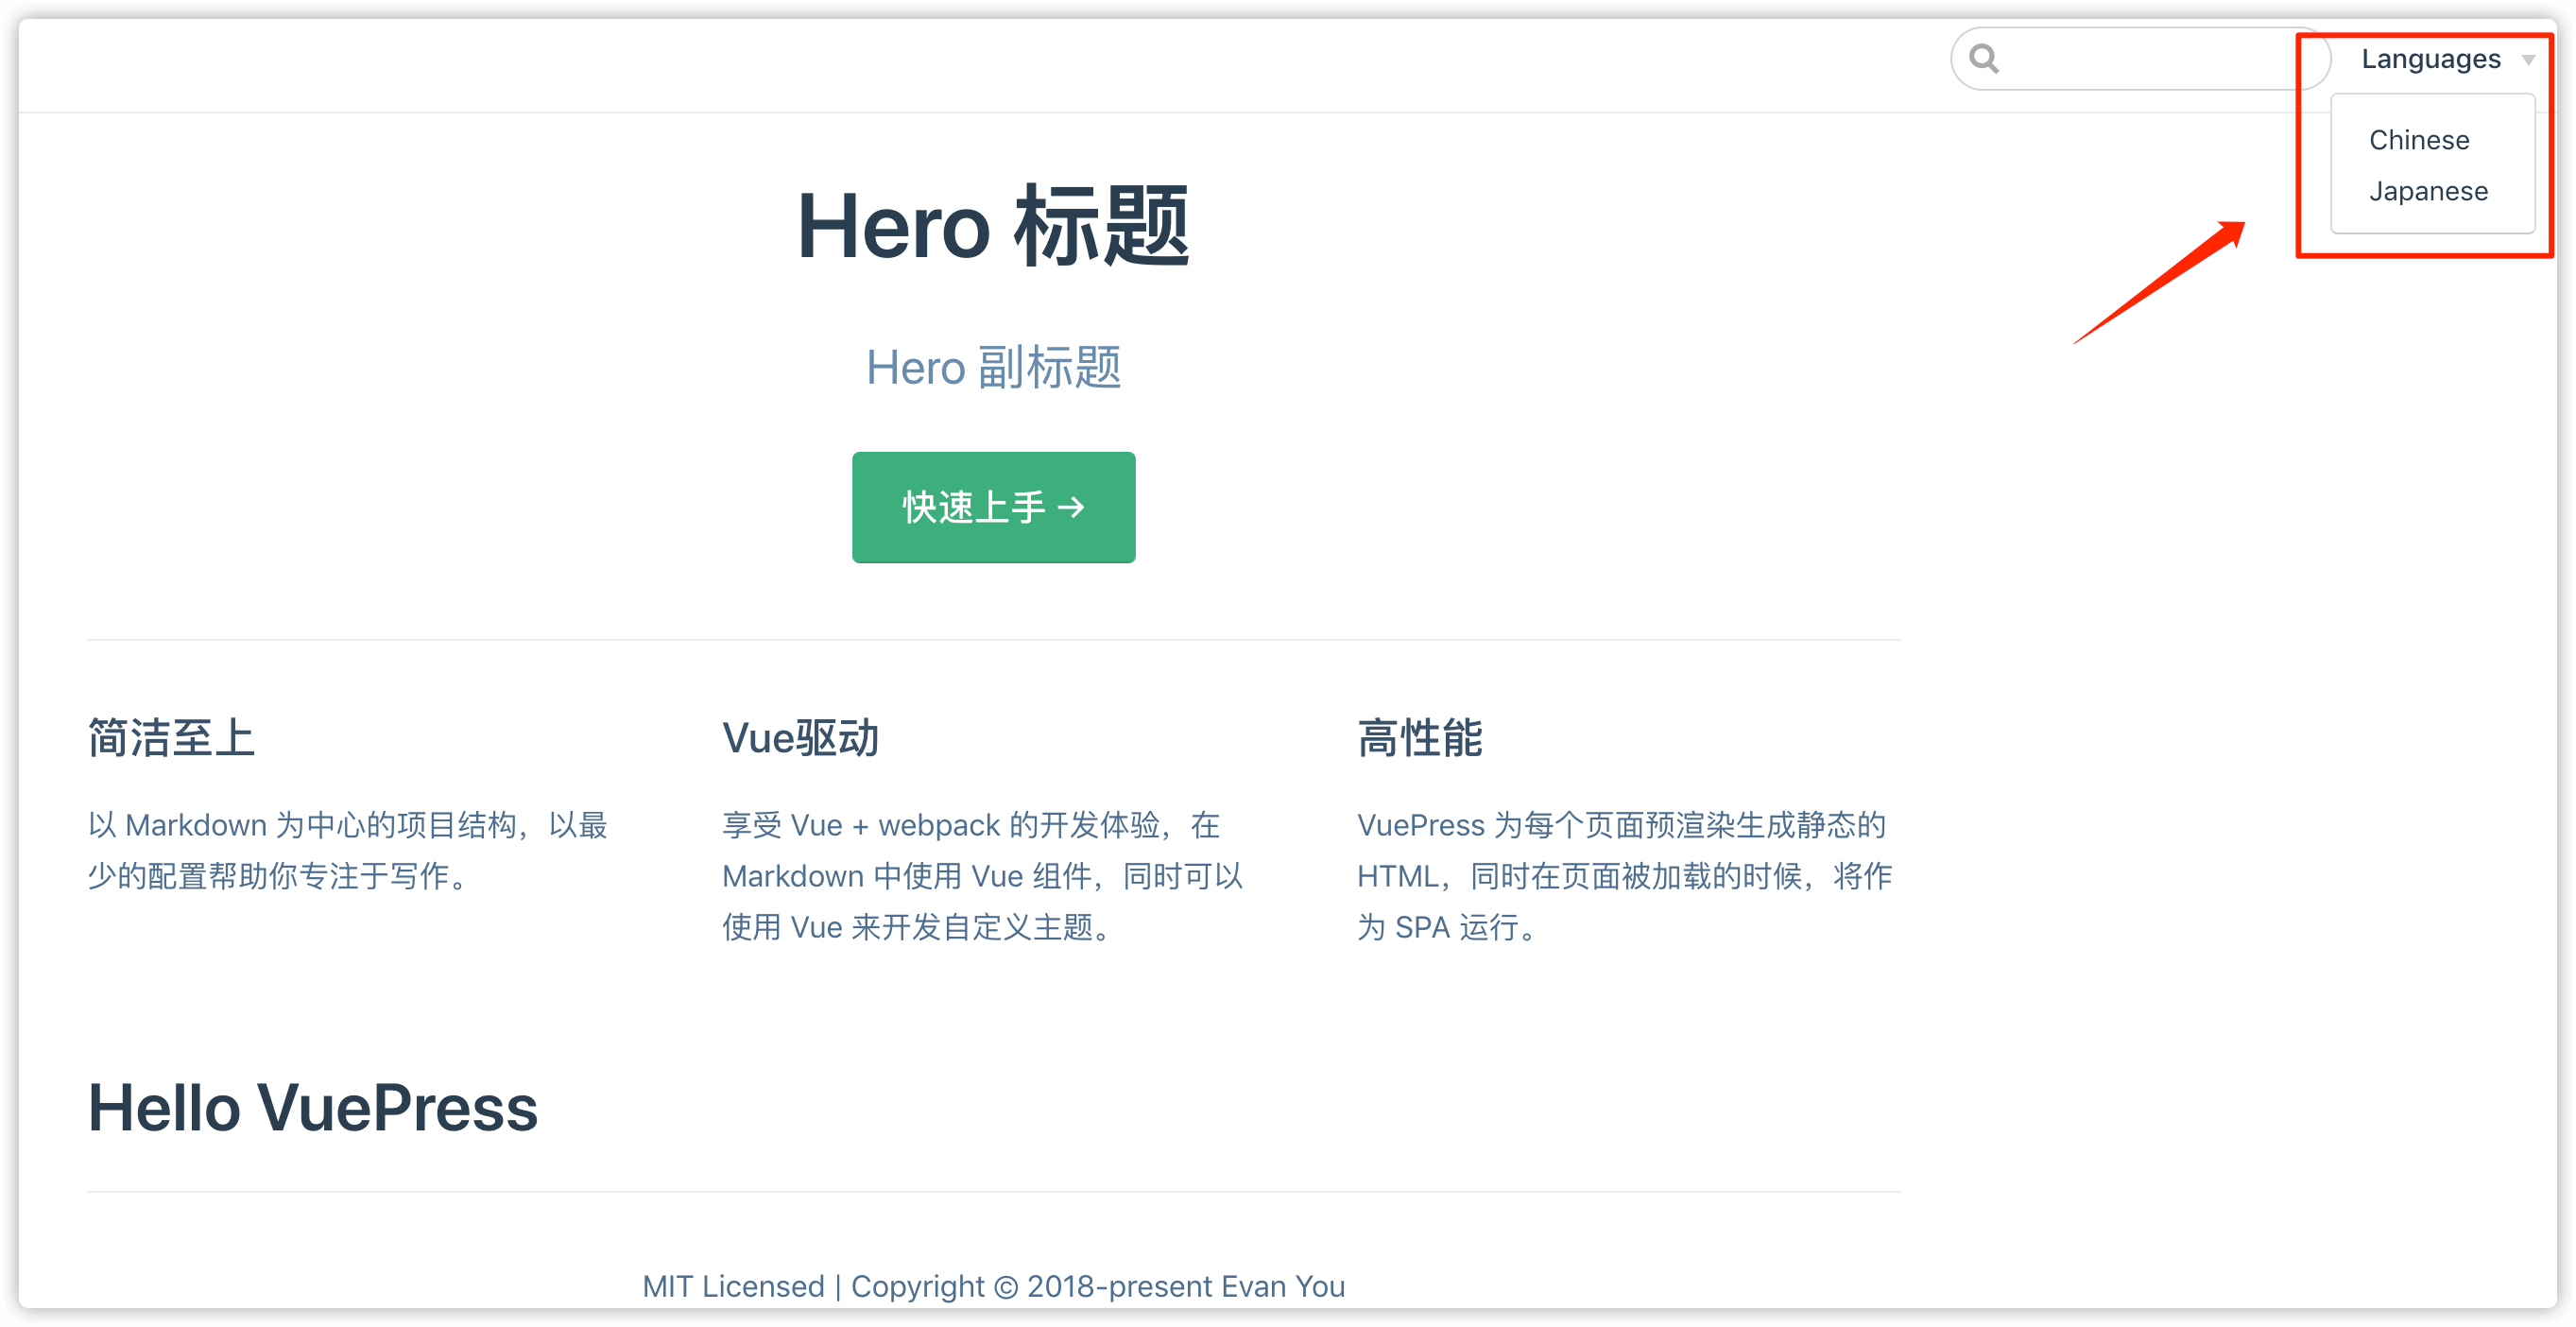 Languages
Chinese
Japanese
Hero 标题
Hero 副标题
快速上手 →
简洁至上
以 Markdown 为中心的项目结构，以最
少的配置帮助你专注于写作。
Vue驱动
享受 Vue + webpack 的开发体验，在
Markdown 中使用 Vue 组件，同时可以
使用 Vue 来开发自定义主题。
高性能
VuePress 为每个页面预渲染生成静态的
HTML，同时在页面被加载的时候，将作
为 SPA 运行。
Hello VuePress
MIT Licensed | Copyright © 2018-present Evan You